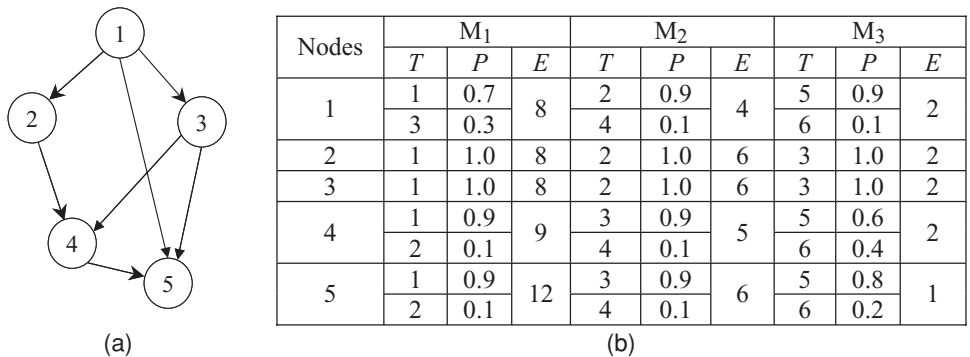 1
2
3
4
5
(a)
Nodes M1 M2 M3
T P E T P E T P E
1 1 0.7 8 2 0.9 4 5 0.9 2
3 0.3 4 0.1 6 0.1
2 1 1.0 8 2 1.0 6 3 1.0 2
3 1 1.0 8 2 1.0 6 3 1.0 2
4 1 0.9 9 3 0.9 5 5 0.6 2
2 0.1 4 0.1 6 0.4
5 1 0.9 12 3 0.9 6 5 0.8 1
2 0.1 4 0.1 6 0.2
(b)